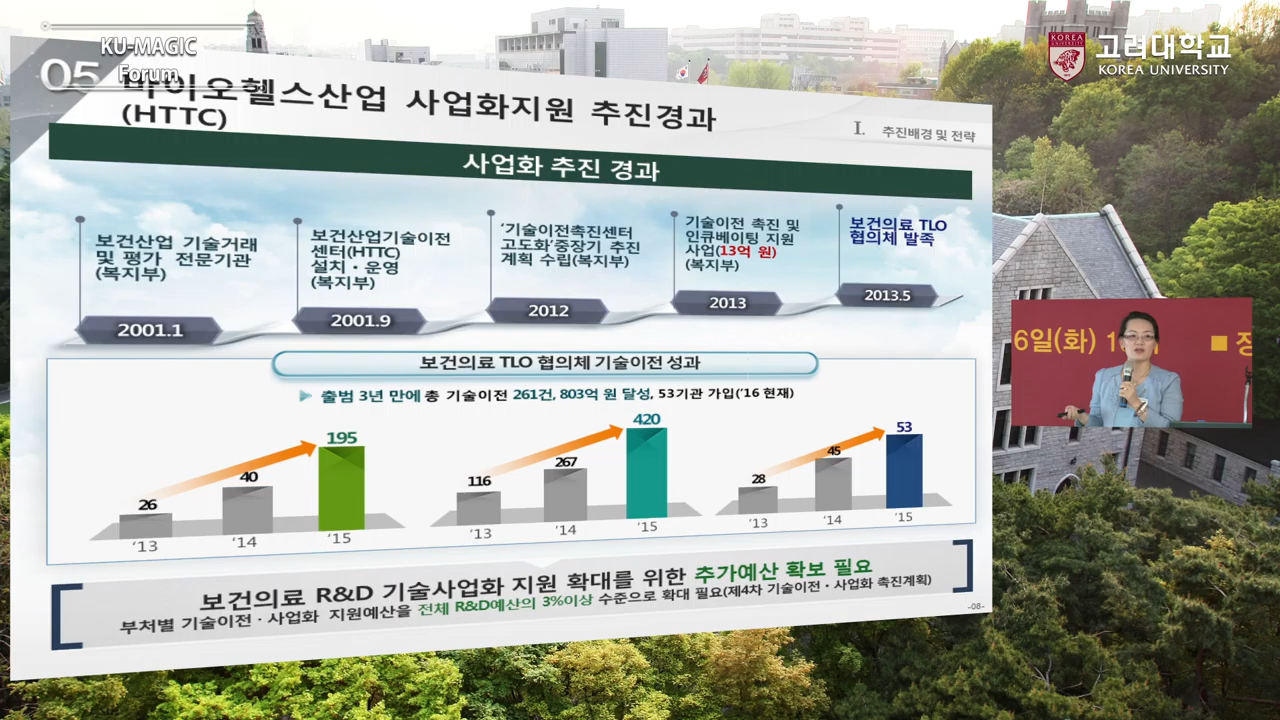 KU-MAGIC
Forum
고려대학교
KOREA UNIVERSITY
KOREA
05
바이오헬스산업 사업화지원 추진경과
(HTTC)
I. 추진배경 및 전략
사업화 추진 경과
보건산업 기술거래
및 평가 전문기관
(복지부)
2001.1
보건산업기술이전
센터(HTTC)
설치・운영
(복지부)
2001.9
'기술이전촉진센터
고도화'중장기 추진
계획 수립(복지부)
2012
기술이전 촉진 및
인큐베이팅 지원
사업(13억 원)
(복지부)
2013
보건의료 TLO
협의체 발족
2013.5
보건의료 TLO 협의체 기술이전 성과
출범 3년 만에 총 기술이전 261건, 803억 원 달성, 53기관 가입('16 현재)
26 40 195
'13 '14 '15
116 267 420
'13 '14 '15
28 45 53
'13 '14 '15
보건의료 R&D 기술사업화 지원 확대를 위한 추가예산 확보 필요
부처별 기술이전・사업화 지원예산을 전체 R&D예산의 3%이상 수준으로 확대 필요(제4차 기술이전・사업화 촉진계획)
-08-
6일(화) 1
■ 장